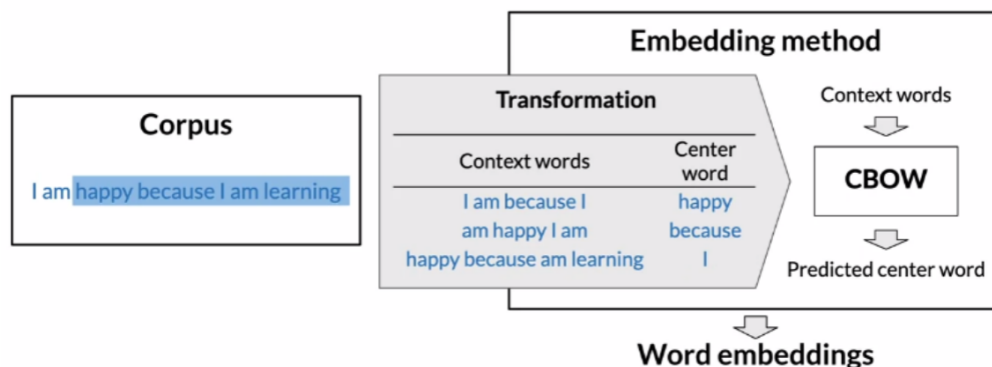 Embedding method
Corpus
I am happy because I am learning
Transformation
Context words
Center word
I am because I
happy
am happy I am
because
happy because am learning
I
Context words
CBOW
Predicted center word
Word embeddings